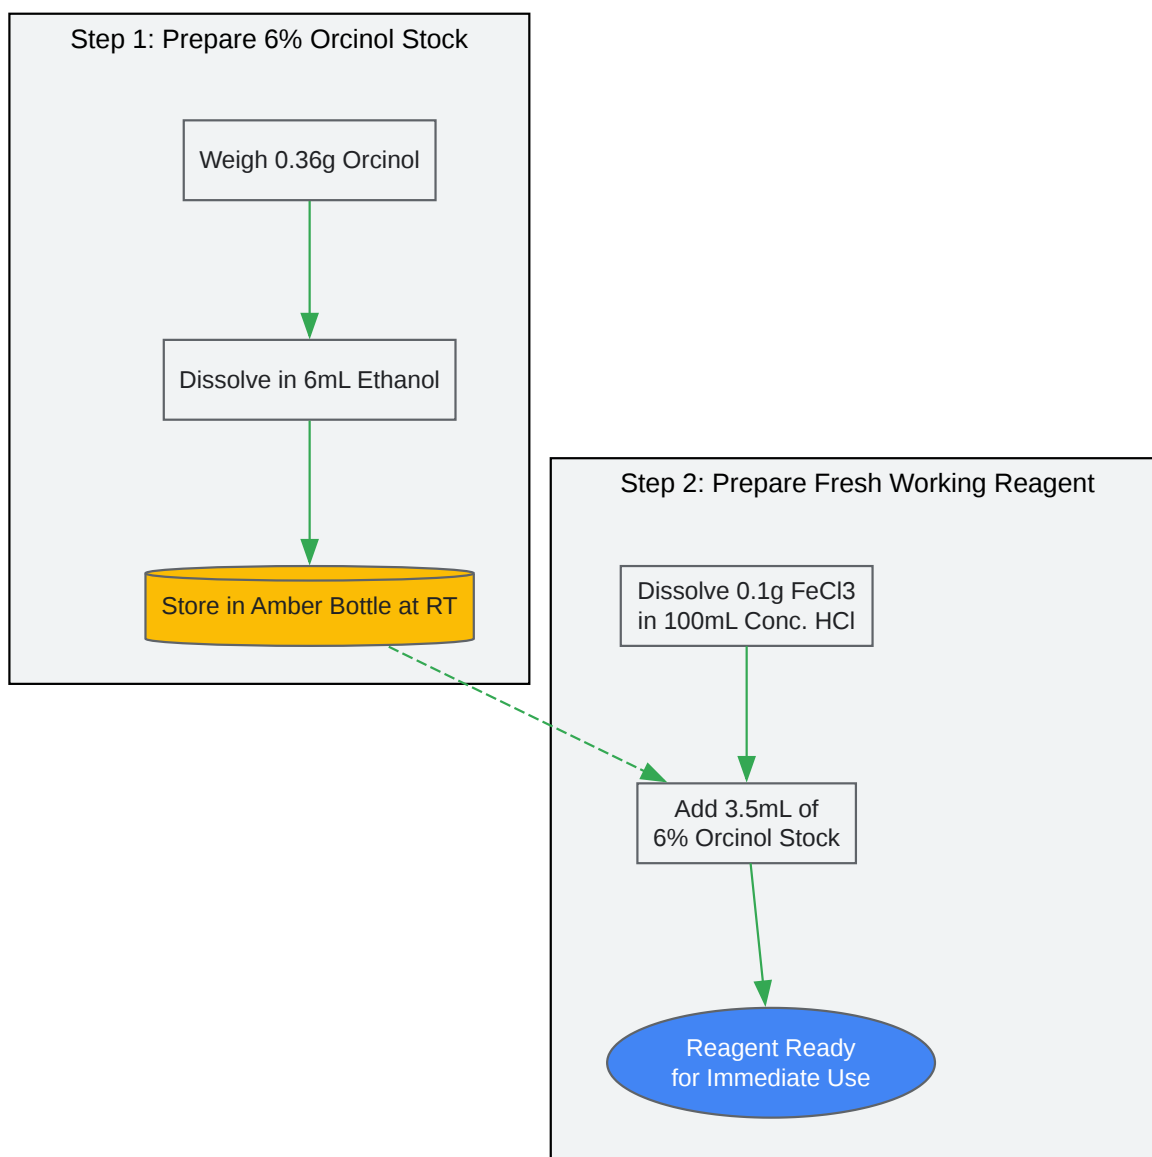 Step 1: Prepare 6% Orcinol Stock
Weigh 0.36g Orcinol
Dissolve in 6mL Ethanol
Store in Amber Bottle at RT
Step 2: Prepare Fresh Working Reagent
Dissolve 0.1g FeCl3
in 100mL Conc. HCl
Add 3.5mL of
6% Orcinol Stock
Reagent Ready
for Immediate Use